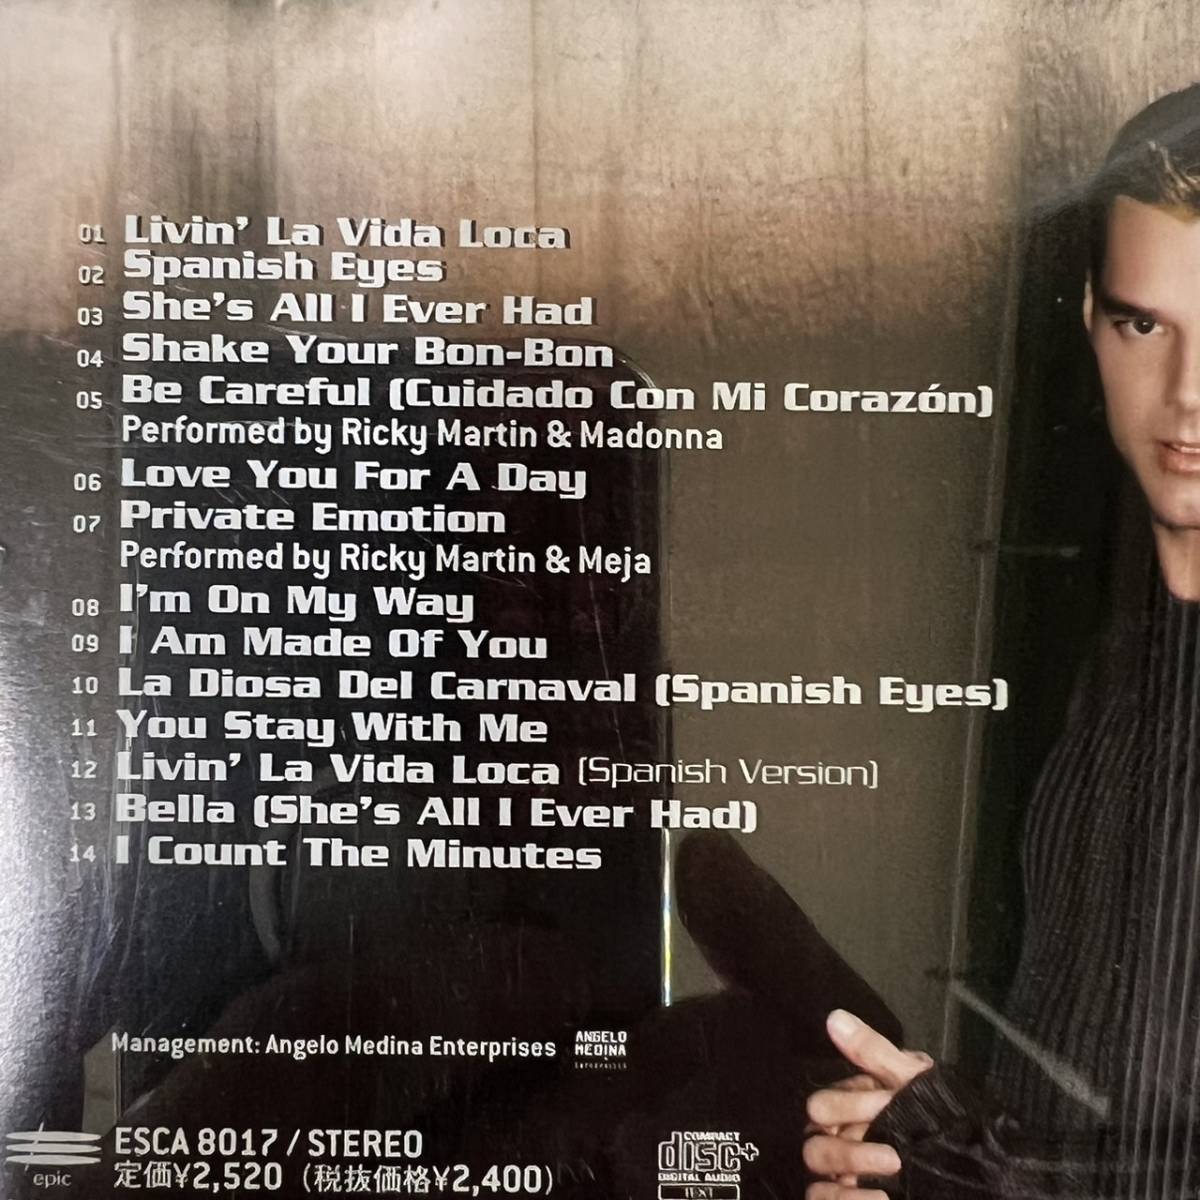 01 Livin' La Vida Loca
02 Spanish Eyes
03 She's All I Ever Had
04 Shake Your Bon-Bon
05 Be Careful (Cuidado Con Mi Corazón)
Performed by Ricky Martin & Madonna
06 Love You For A Day
07 Private Emotion
Performed by Ricky Martin & Meja
08 I'm On My Way
09 I Am Made Of You
10 La Diosa Del Carnaval (Spanish Eyes)
11 You Stay With Me
12 Livin' La Vida Loca (Spanish Version)
13 Bella (She's All I Ever Had)
14 I Count The Minutes
Management: Angelo Medina Enterprises
ANGELO
MEDINA
ENTERPRISES
epic
ESCA 8017 / STEREO
定価¥2,520 (税抜価格¥2,400)
COMPACT
disc+
DIGITAL AUDIO
TEXT